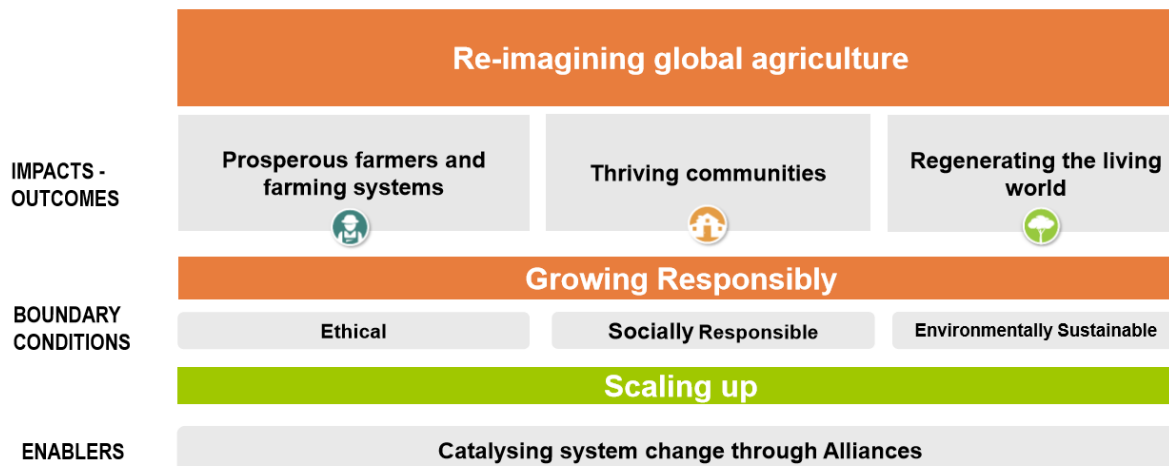 Re-imagining global agriculture
IMPACTS -
OUTCOMES
Prosperous farmers and
farming systems
Thriving communities
Regenerating the living
world
Growing Responsibly
BOUNDARY
CONDITIONS
Ethical
Socially Responsible
Environmentally Sustainable
Scaling up
ENABLERS
Catalysing system change through Alliances